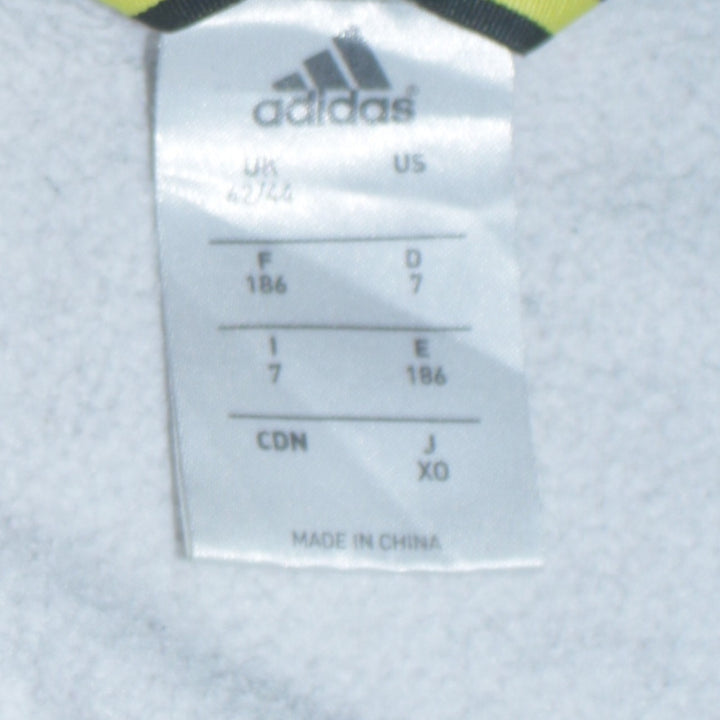 adidas
UK US
42/44
F D
186 7
I E
7 186
CDN J
XO
MADE IN CHINA